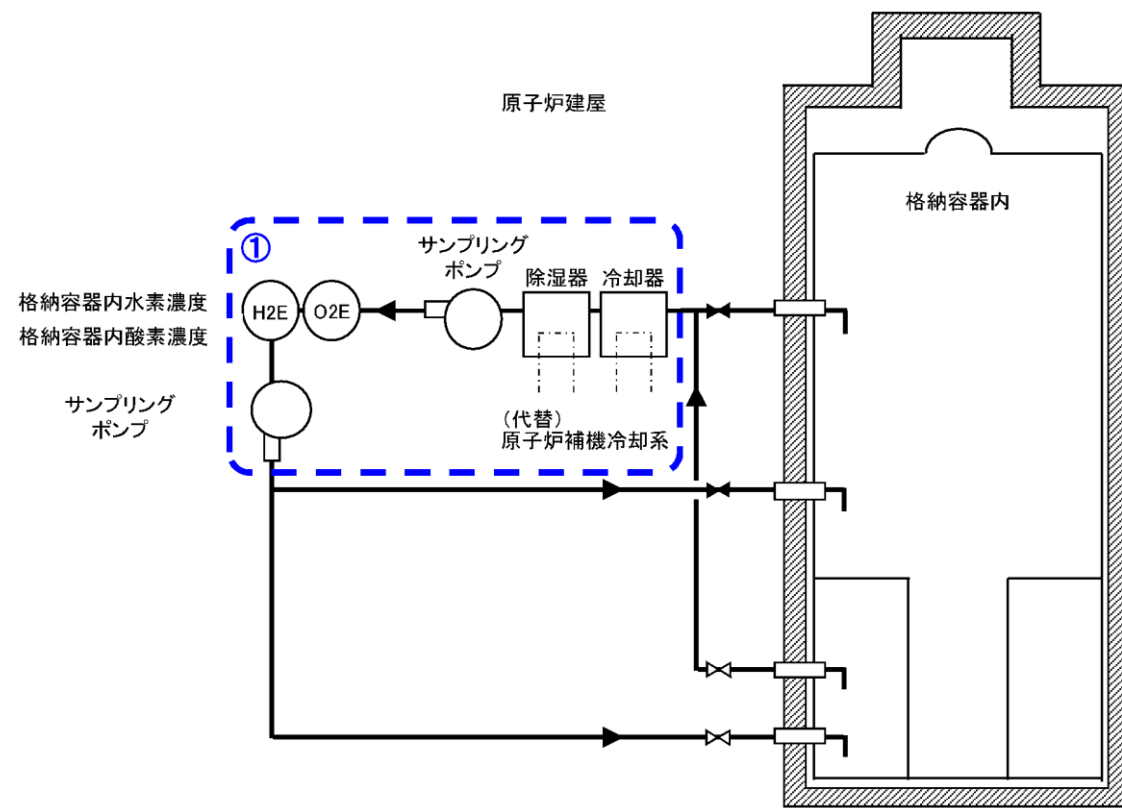 原子炉建屋
格納容器内
①
サンプリング
ポンプ
除湿器
冷却器
格納容器内水素濃度
格納容器内酸素濃度
H2E
O2E
サンプリング
ポンプ
（代替）
原子炉補機冷却系